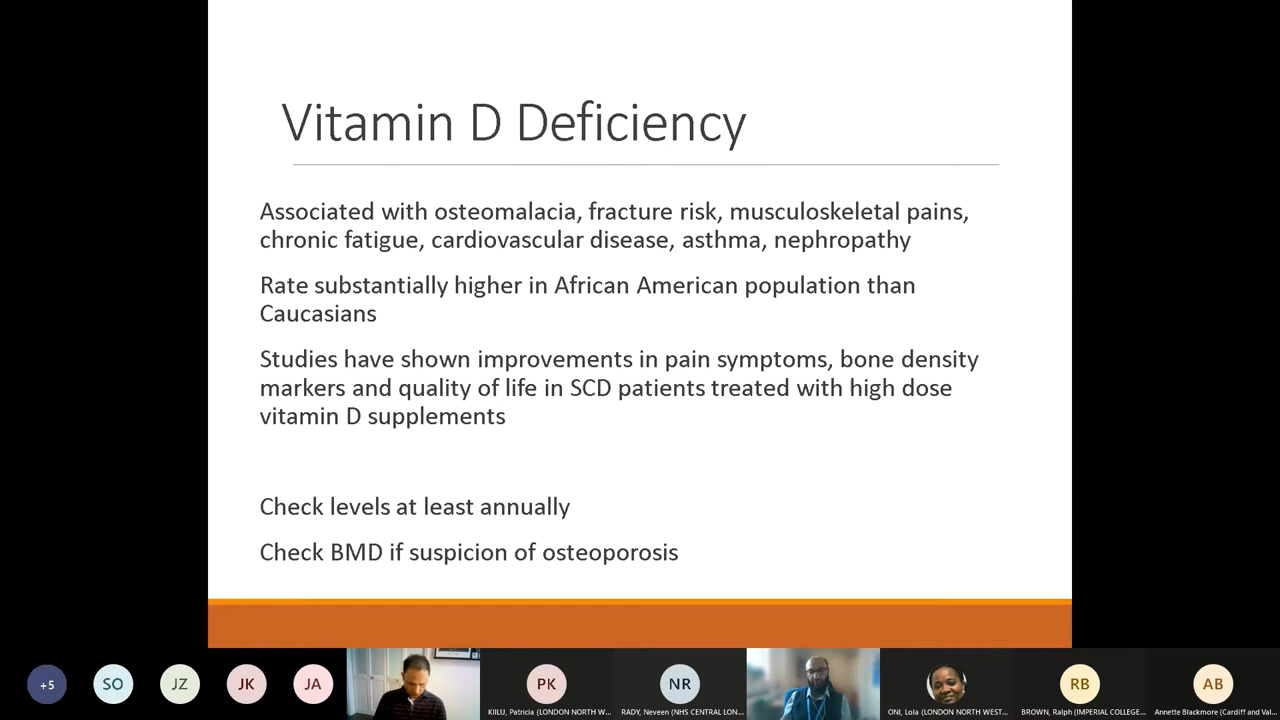 Vitamin D Deficiency
Associated with osteomalacia, fracture risk, musculoskeletal pains,
chronic fatigue, cardiovascular disease, asthma, nephropathy
Rate substantially higher in African American population than
Caucasians
Studies have shown improvements in pain symptoms, bone density
markers and quality of life in SCD patients treated with high dose
vitamin D supplements
Check levels at least annually
Check BMD if suspicion of osteoporosis
+5
SO
JZ
JK
JA
PK
KIILU, Patricia (LONDON NORTH W...
NR
RADY, Neveen (NHS CENTRAL LON...
ONI, Lola (LONDON NORTH WEST...
RB
BROWN, Ralph (IMPERIAL COLLEGE...
AB
Annette Blackmore (Cardiff and Val...